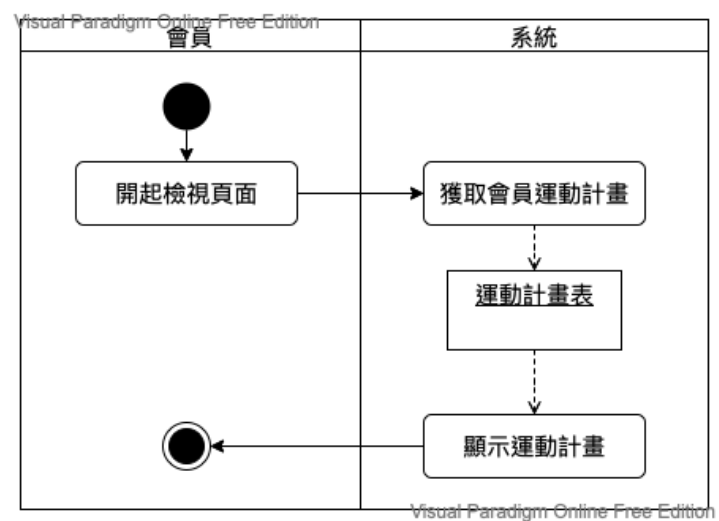 Visual Paradigm Online Free Edition
會員
系統
開起檢視頁面
獲取會員運動計畫
運動計畫表
顯示運動計畫
Visual Paradigm Online Free Edition